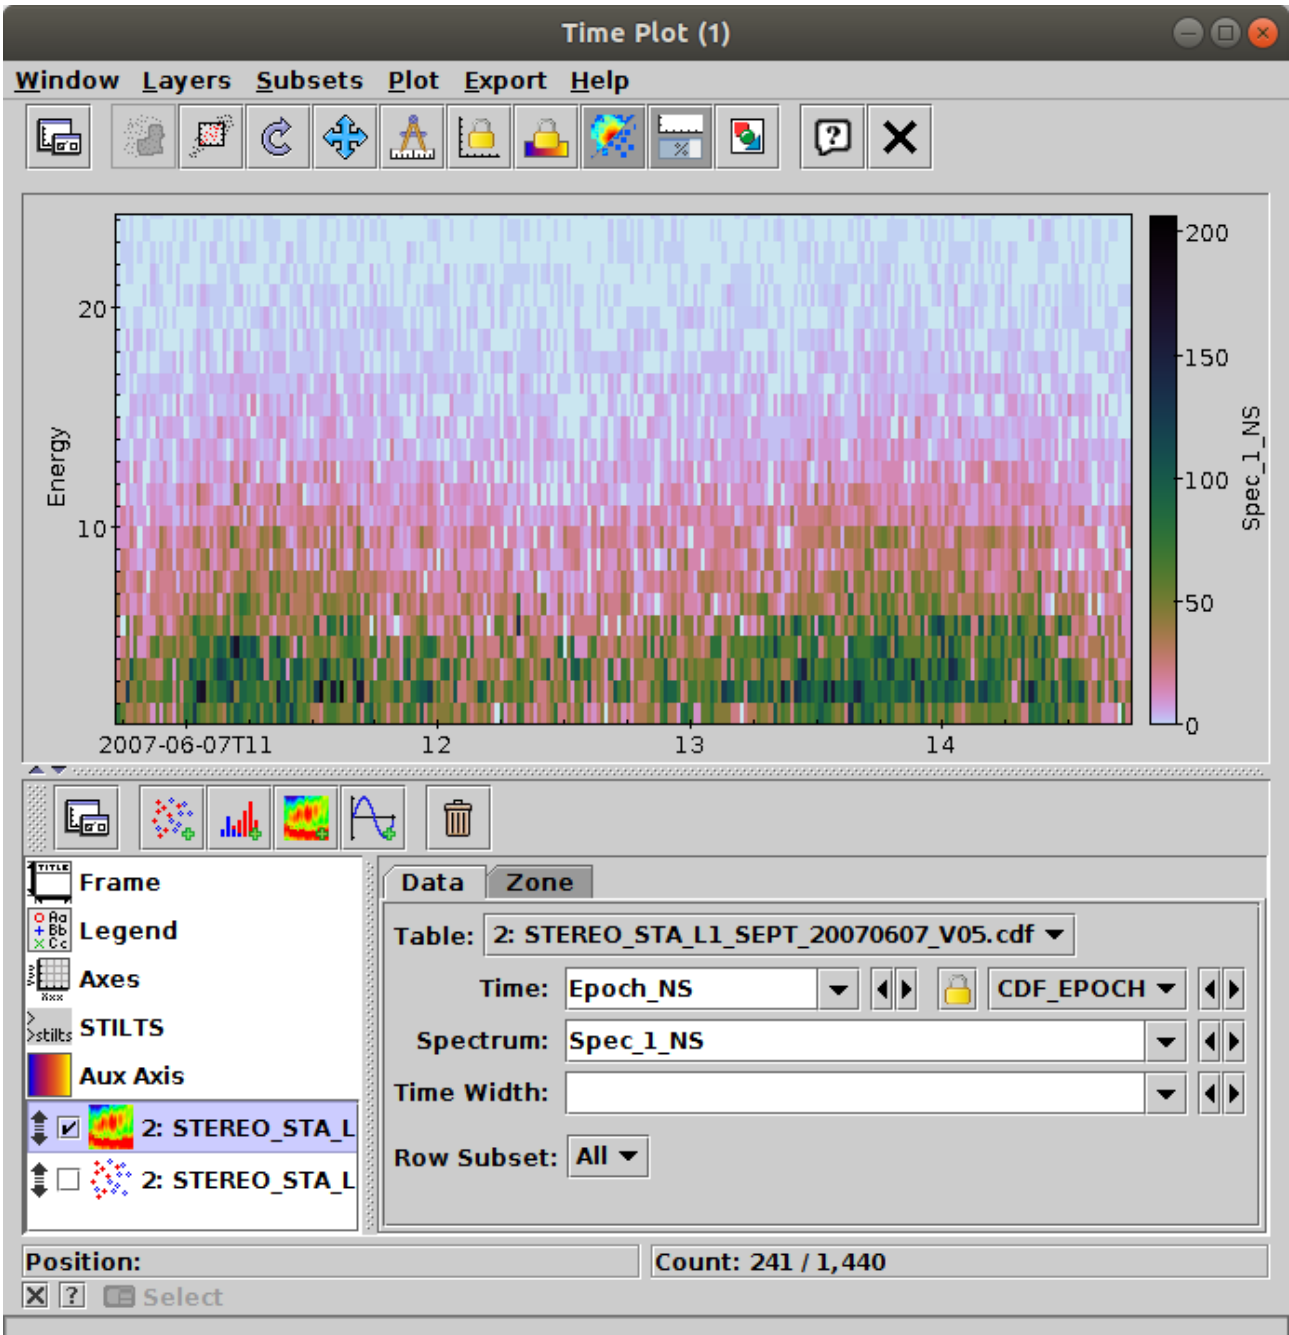 Time Plot (1)
Window Layers Subsets Plot Export Help
200
150
100
50
0
Spec_1_NS
20
10
Energy
2007-06-07T11 12 13 14
Frame
Legend
Axes
STILTS
Aux Axis
2: STEREO_STA_L
2: STEREO_STA_L
Data Zone
Table: 2: STEREO_STA_L1_SEPT_20070607_V05.cdf
Time: Epoch_NS CDF_EPOCH
Spectrum: Spec_1_NS
Time Width:
Row Subset: All
Position: Count: 241 / 1,440
Select